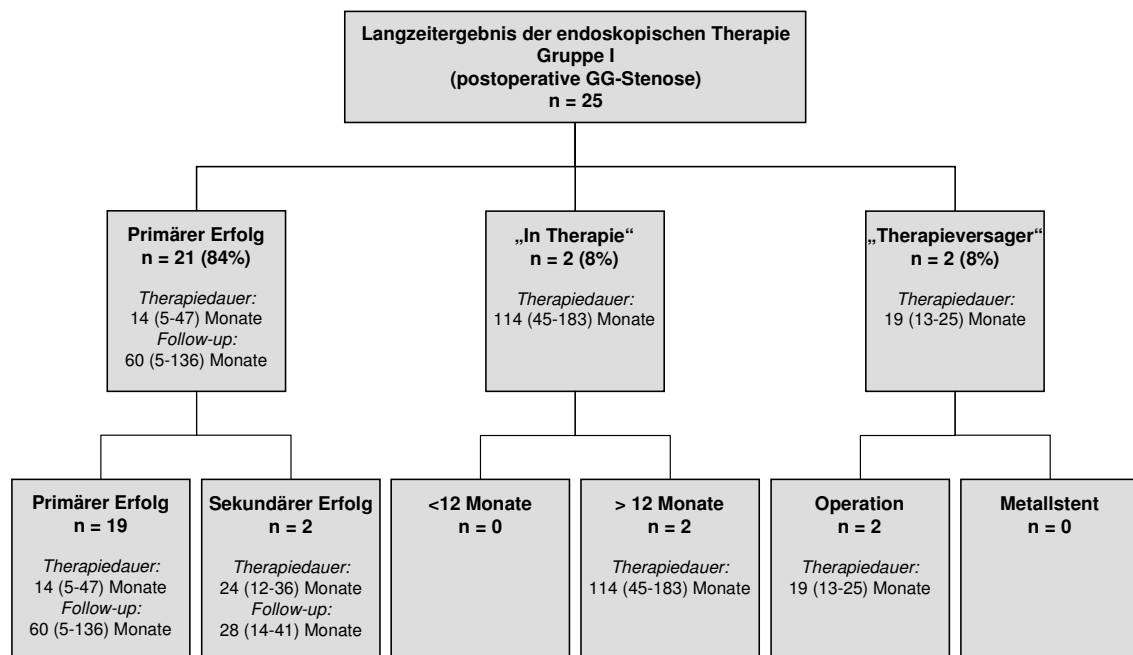 Langzeitergebnis der endoskopischen Therapie
Gruppe I
(postoperative GG-Stenose)
n = 25
Primärer Erfolg
n = 21 (84%)
Therapiedauer:
14 (5-47) Monate
Follow-up:
60 (5-136) Monate
„In Therapie“
n = 2 (8%)
Therapiedauer:
114 (45-183) Monate
„Therapieversager“
n = 2 (8%)
Therapiedauer:
19 (13-25) Monate
Primärer Erfolg
n = 19
Therapiedauer:
14 (5-47) Monate
Follow-up:
60 (5-136) Monate
Sekundärer Erfolg
n = 2
Therapiedauer:
24 (12-36) Monate
Follow-up:
28 (14-41) Monate
<12 Monate
n = 0
> 12 Monate
n = 2
Therapiedauer:
114 (45-183) Monate
Operation
n = 2
Therapiedauer:
19 (13-25) Monate
Metallstent
n = 0